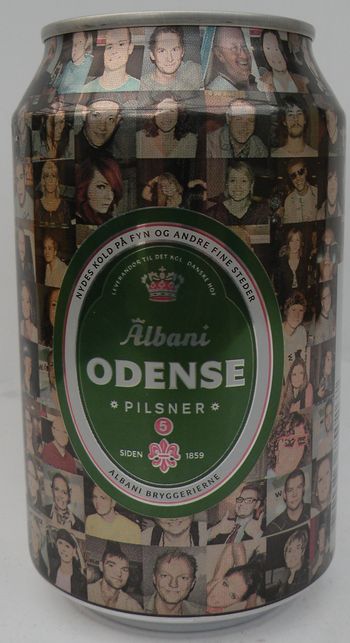 NYDES KOLD PÅ FYN OG ANDRE FINE STEDER
LEVERANDØR TIL DET KGL. DANSKE HOF
Albani
ODENSE
PILSNER
5
SIDEN 1859
ALBANI BRYGGERIERNE